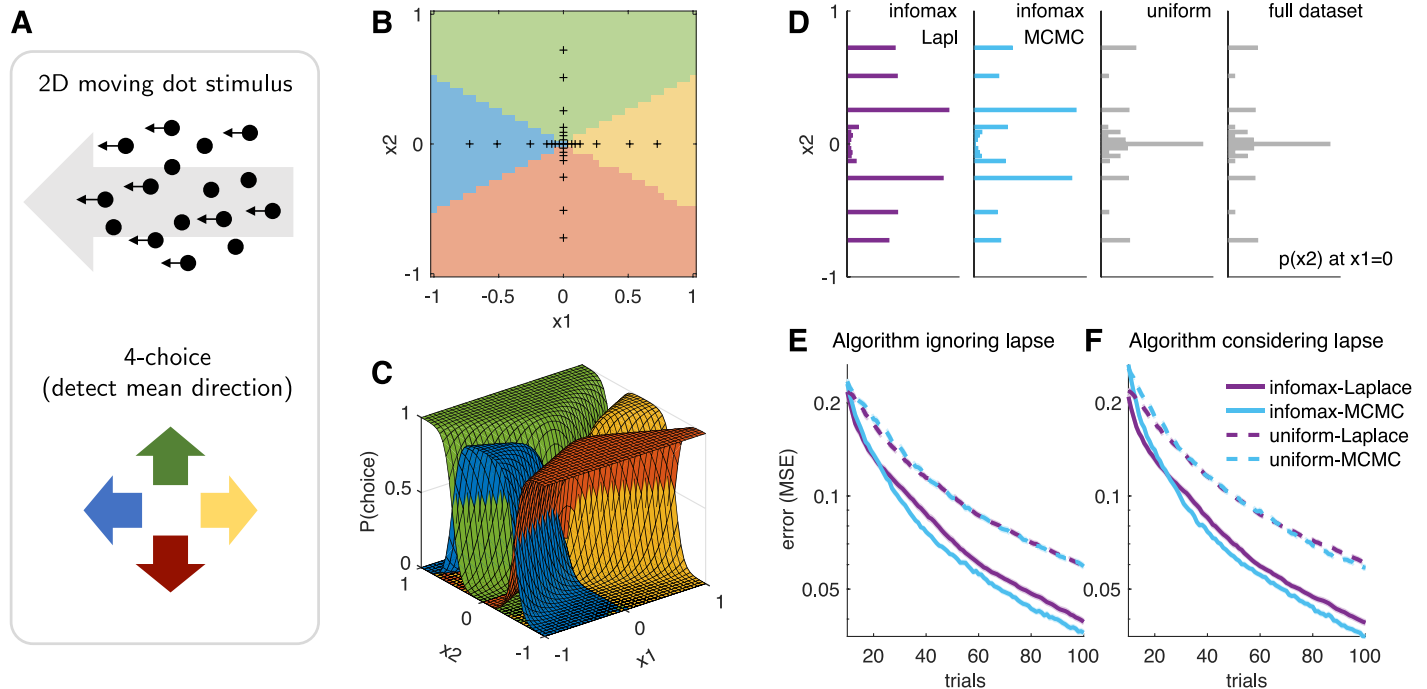 A
2D moving dot stimulus
4-choice
(detect mean direction)
B
1
0
-1
x2
-1
-0.5
0
0.5
1
x1
C
1
0.5
0
P(choice)
1
0
-1
x2
-1
0
1
x1
D
infomax
Lapl
infomax
MCMC
uniform
full dataset
1
0
-1
x2
p(x2) at x1=0
E Algorithm ignoring lapse
0.2
0.1
0.05
error (MSE)
20
40
60
80
100
trials
F Algorithm considering lapse
infomax-Laplace
infomax-MCMC
uniform-Laplace
uniform-MCMC
0.2
0.1
0.05
20
40
60
80
100
trials